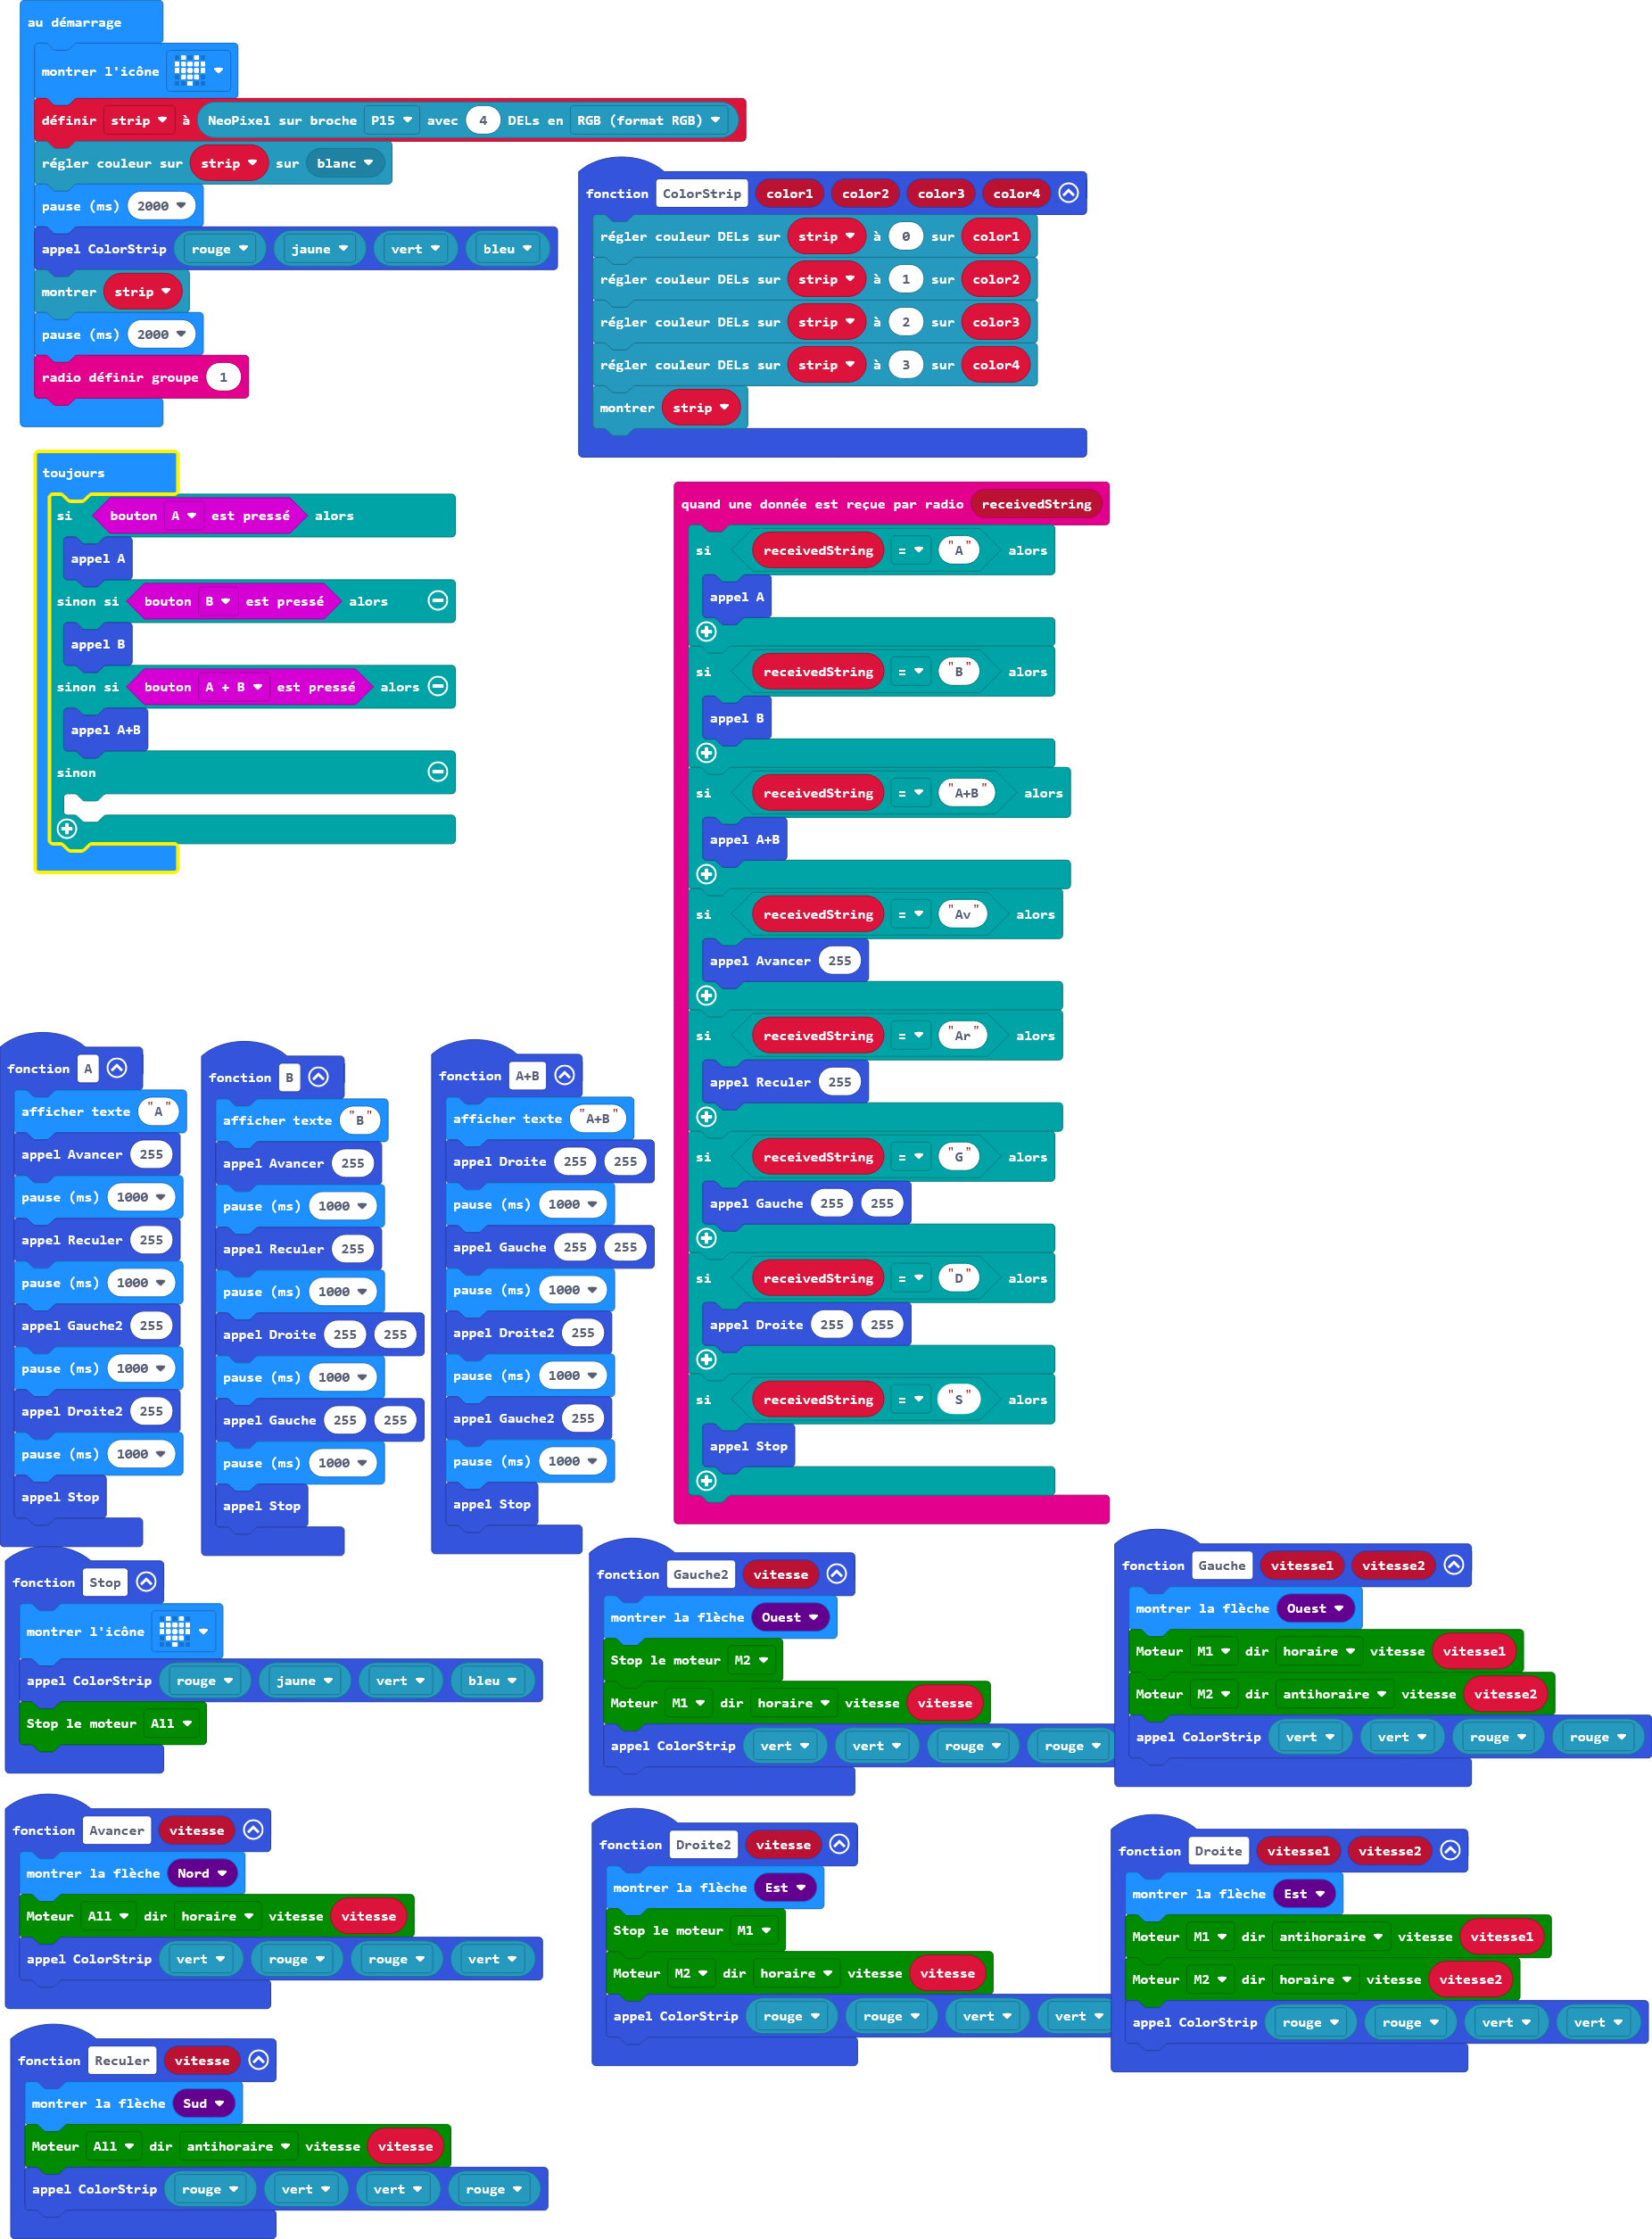 au démarrage
montrer l'icône
définir strip à NeoPixel sur broche P15 avec 4 DELs en RGB (format RGB)
régler couleur sur strip sur blanc
pause (ms) 2000
appel ColorStrip rouge jaune vert bleu
montrer strip
pause (ms) 2000
radio définir groupe 1
fonction ColorStrip color1 color2 color3 color4
régler couleur DELs sur strip à 0 sur color1
régler couleur DELs sur strip à 1 sur color2
régler couleur DELs sur strip à 2 sur color3
régler couleur DELs sur strip à 3 sur color4
montrer strip
toujours
si bouton A est pressé alors
appel A
sinon si bouton B est pressé alors
appel B
sinon si bouton A + B est pressé alors
appel A+B
sinon
quand une donnée est reçue par radio receivedString
si receivedString = "A" alors
appel A
si receivedString = "B" alors
appel B
si receivedString = "A+B" alors
appel A+B
si receivedString = "Av" alors
appel Avancer 255
si receivedString = "Ar" alors
appel Reculer 255
si receivedString = "G" alors
appel Gauche 255 255
si receivedString = "D" alors
appel Droite 255 255
si receivedString = "S" alors
appel Stop
fonction A
afficher texte "A"
appel Avancer 255
pause (ms) 1000
appel Reculer 255
pause (ms) 1000
appel Gauche2 255
pause (ms) 1000
appel Droite2 255
pause (ms) 1000
appel Stop
fonction B
afficher texte "B"
appel Avancer 255
pause (ms) 1000
appel Reculer 255
pause (ms) 1000
appel Droite 255 255
pause (ms) 1000
appel Gauche 255 255
pause (ms) 1000
appel Stop
fonction A+B
afficher texte "A+B"
appel Droite 255 255
pause (ms) 1000
appel Gauche 255 255
pause (ms) 1000
appel Droite2 255
pause (ms) 1000
appel Gauche2 255
pause (ms) 1000
appel Stop
fonction Stop
montrer l'icône
appel ColorStrip rouge jaune vert bleu
Stop le moteur All
fonction Gauche2 vitesse
montrer la flèche Ouest
Stop le moteur M2
Moteur M1 dir horaire vitesse vitesse
appel ColorStrip vert vert rouge rouge
fonction Gauche vitesse1 vitesse2
montrer la flèche Ouest
Moteur M1 dir horaire vitesse vitesse1
Moteur M2 dir antihoraire vitesse vitesse2
appel ColorStrip vert vert rouge rouge
fonction Avancer vitesse
montrer la flèche Nord
Moteur All dir horaire vitesse vitesse
appel ColorStrip vert rouge rouge vert
fonction Droite2 vitesse
montrer la flèche Est
Stop le moteur M1
Moteur M2 dir horaire vitesse vitesse
appel ColorStrip rouge rouge vert vert
fonction Droite vitesse1 vitesse2
montrer la flèche Est
Moteur M1 dir antihoraire vitesse vitesse1
Moteur M2 dir horaire vitesse vitesse2
appel ColorStrip rouge rouge vert vert
fonction Reculer vitesse
montrer la flèche Sud
Moteur All dir antihoraire vitesse vitesse
appel ColorStrip rouge vert vert rouge